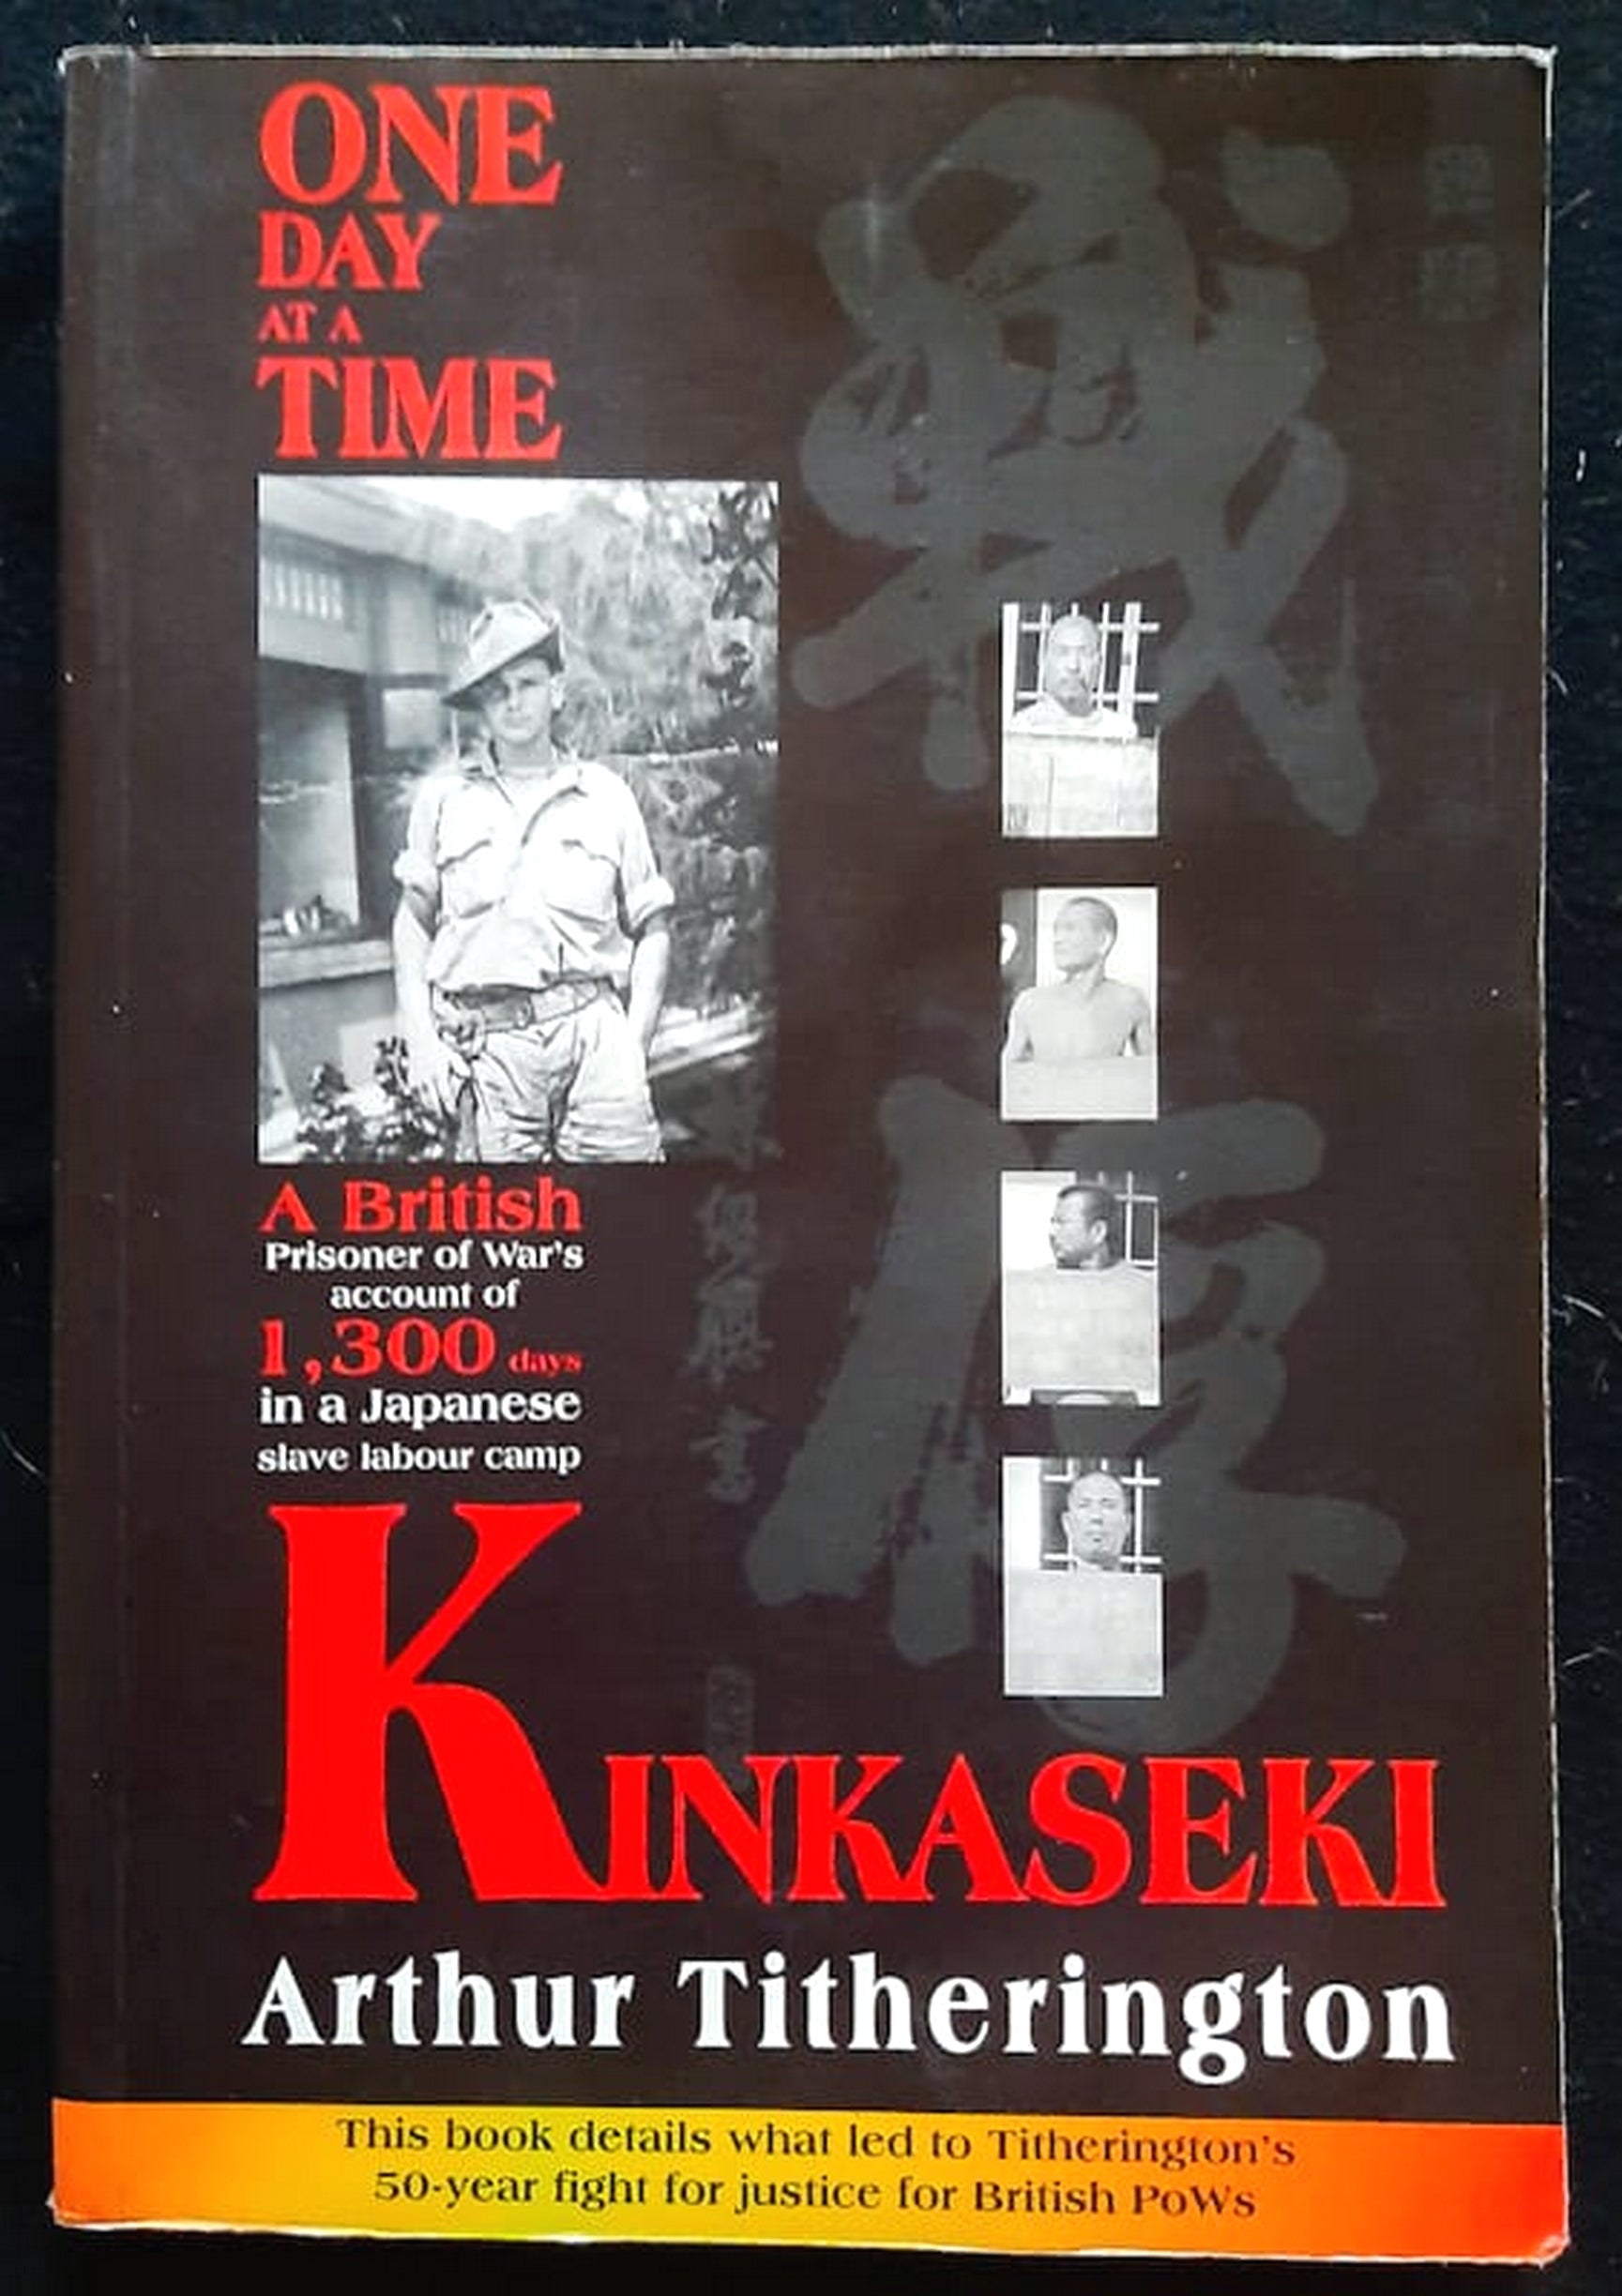 ONE
DAY
AT A
TIME
A British
Prisoner of War's
account of
1,300 days
in a Japanese
slave labour camp
KINKASEKI
Arthur Titherington
This book details what led to Titherington's
50-year fight for justice for British PoWs